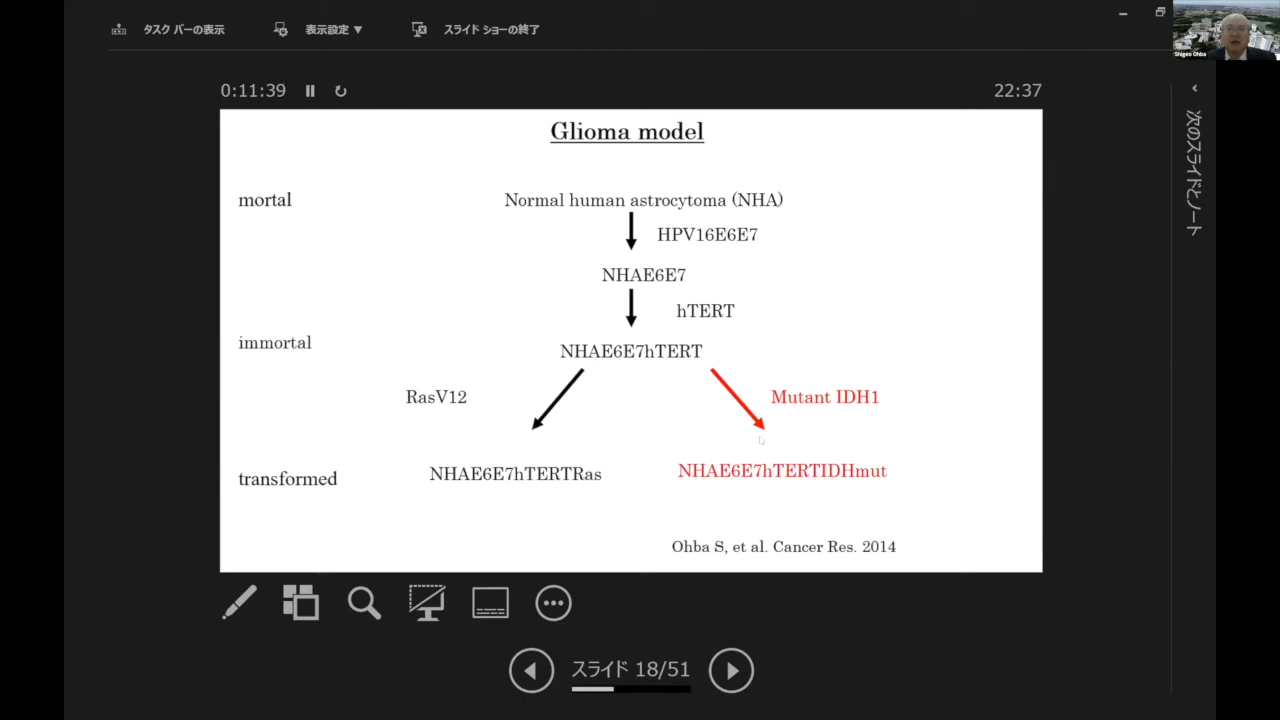 タスク バーの表示
表示設定 ▼
スライド ショーの終了
Shigeo Ohba
0:11:39
22:37
次のスライドとノート
Glioma model
mortal
Normal human astrocytoma (NHA)
HPV16E6E7
NHAE6E7
hTERT
immortal
NHAE6E7hTERT
RasV12
Mutant IDH1
transformed
NHAE6E7hTERTRas
NHAE6E7hTERTIDHmut
Ohba S, et al. Cancer Res. 2014
スライド 18/51